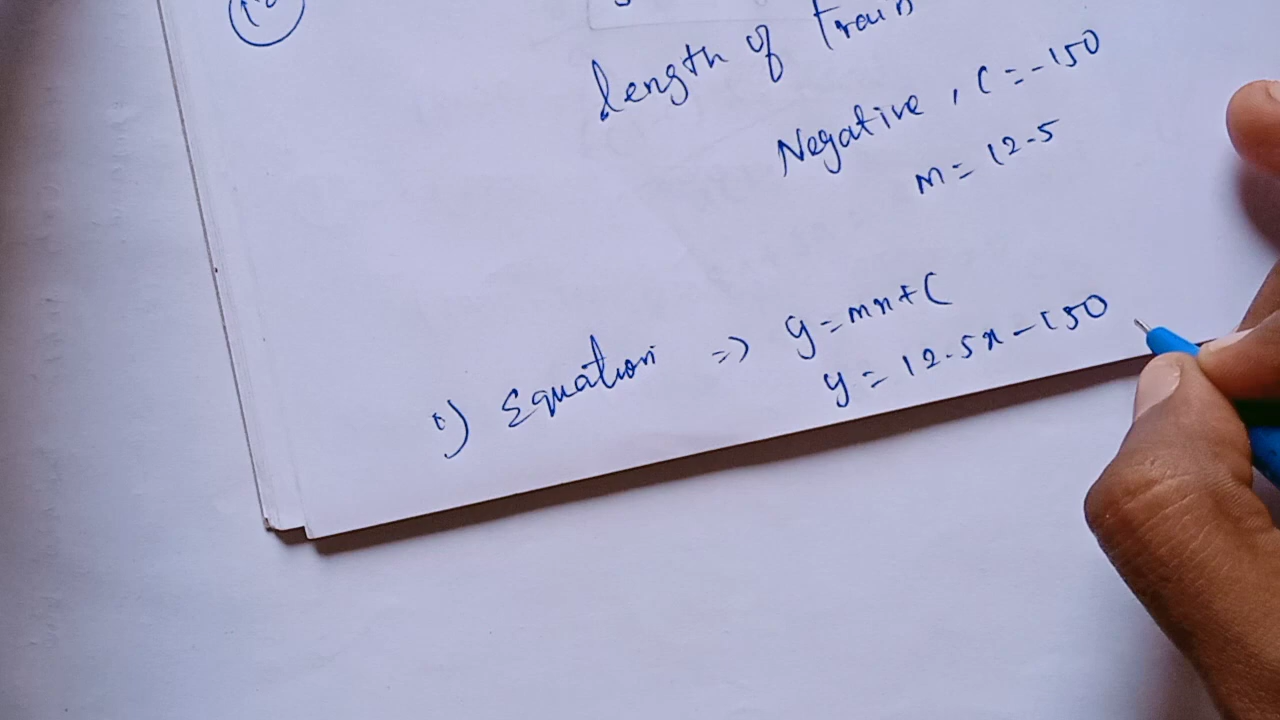 length of train
Negative, C = -150
m = 12.5
i) Equation => y = mx + C
y = 12.5x - 150